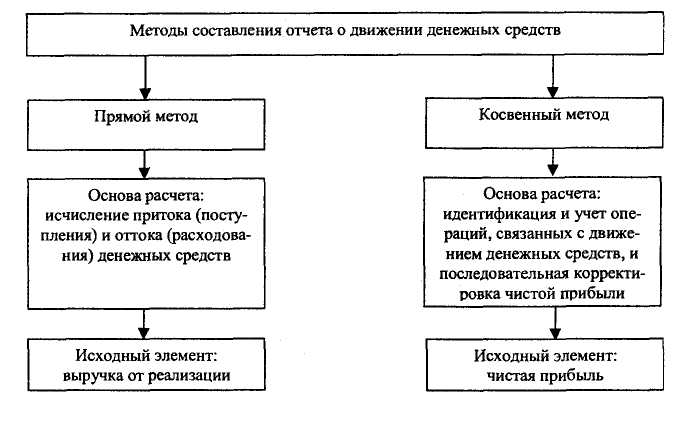 Методы составления отчета о движении денежных средств
Прямой метод
Косвенный метод
Основа расчета:
исчисление притока (посту-
пления) и оттока (расходова-
ния) денежных средств
Основа расчета:
идентификация и учет опе-
раций, связанных с движе-
нием денежных средств, и
последовательная корректи-
ровка чистой прибыли
Исходный элемент:
выручка от реализации
Исходный элемент:
чистая прибыль